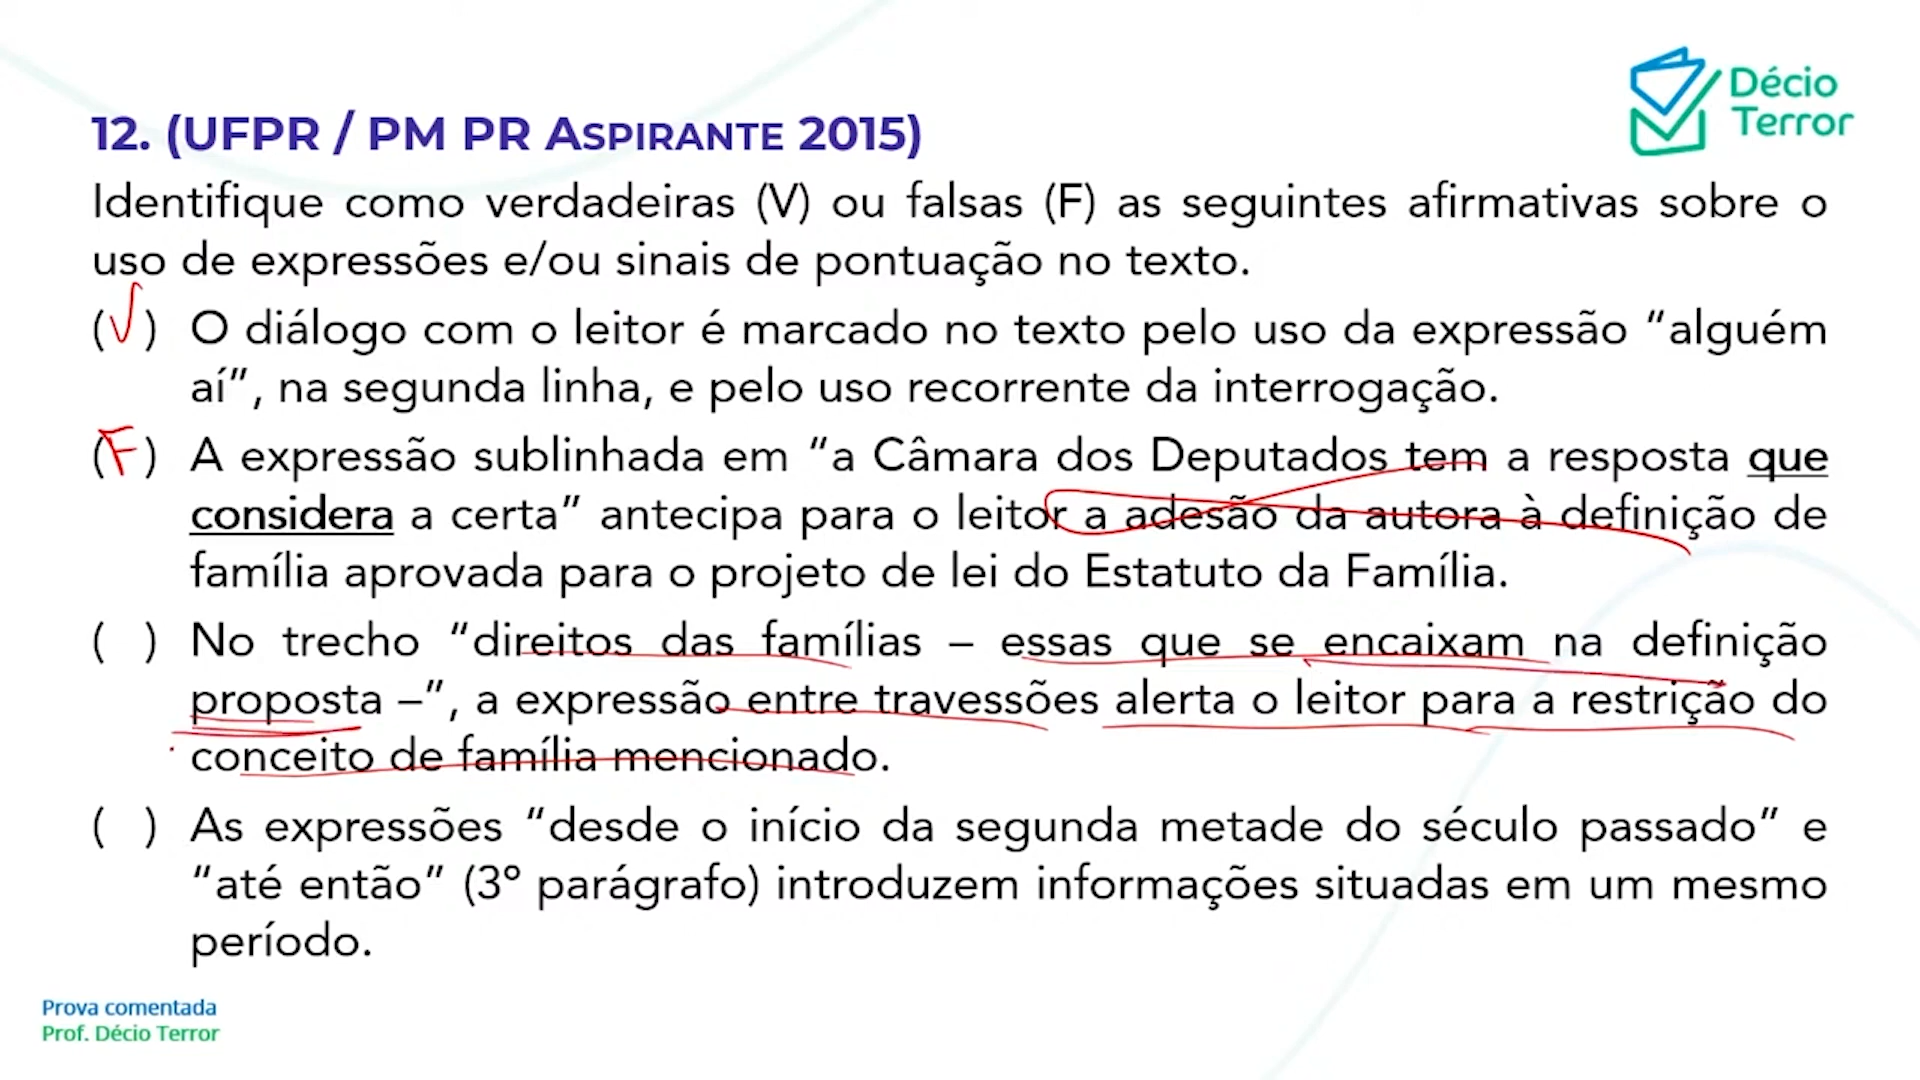 Décio
Terror
12. (UFPR / PM PR ASPIRANTE 2015)
Identifique como verdadeiras (V) ou falsas (F) as seguintes afirmativas sobre o
uso de expressões e/ou sinais de pontuação no texto.
(V) O diálogo com o leitor é marcado no texto pelo uso da expressão “alguém
aí”, na segunda linha, e pelo uso recorrente da interrogação.
(F) A expressão sublinhada em “a Câmara dos Deputados tem a resposta que
considera a certa” antecipa para o leitor a adesão da autora à definição de
família aprovada para o projeto de lei do Estatuto da Família.
( ) No trecho “direitos das famílias – essas que se encaixam na definição
proposta –”, a expressão entre travessões alerta o leitor para a restrição do
conceito de família mencionado.
( ) As expressões “desde o início da segunda metade do século passado” e
“até então” (3º parágrafo) introduzem informações situadas em um mesmo
período.
Prova comentada
Prof. Décio Terror